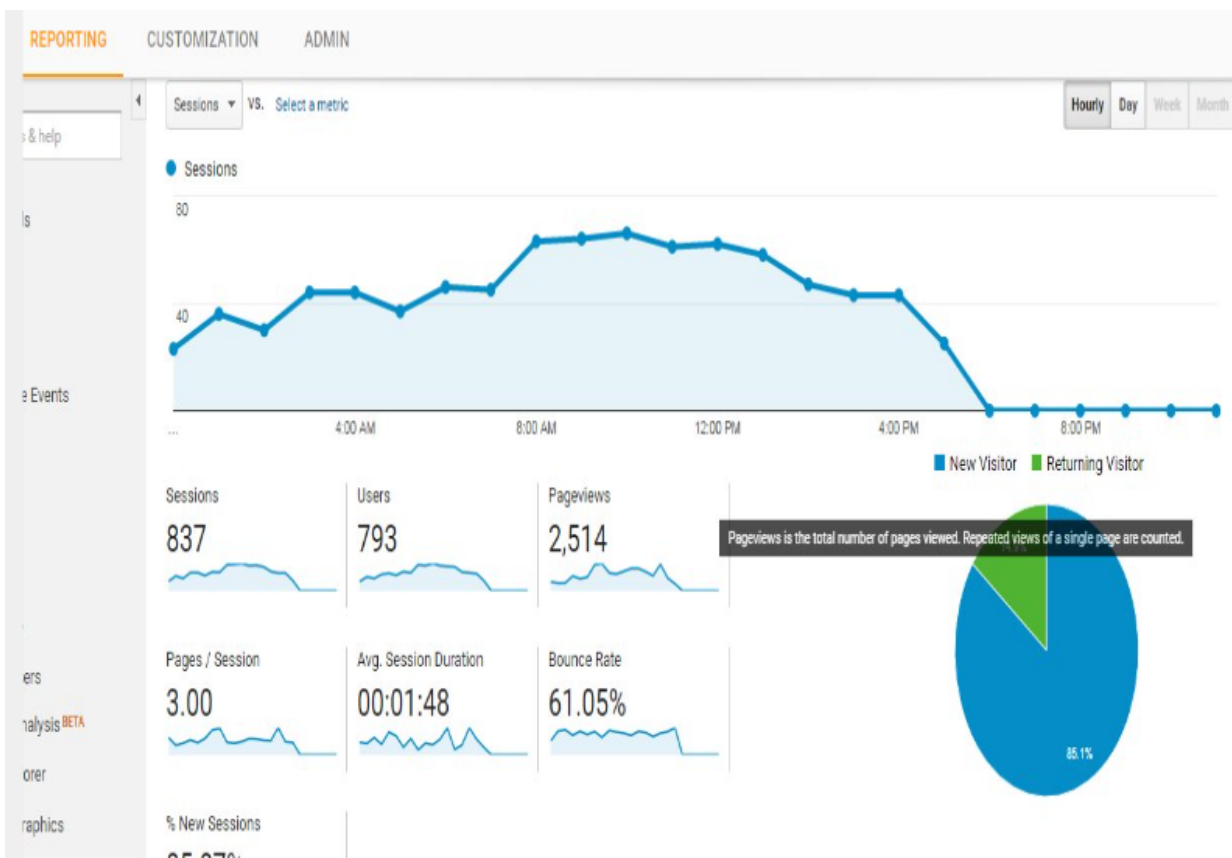 REPORTING CUSTOMIZATION ADMIN
Sessions VS. Select a metric
Hourly Day Week Month
& help
Sessions
80
ls
40
e Events
... 4:00 AM 8:00 AM 12:00 PM 4:00 PM 8:00 PM
New Visitor Returning Visitor
Sessions Users Pageviews
837 793 2,514
Pageviews is the total number of pages viewed. Repeated views of a single page are counted.
ers
Pages / Session Avg. Session Duration Bounce Rate
3.00 00:01:48 61.05%
nalysis BETA
85.1%
orer
raphics
% New Sessions